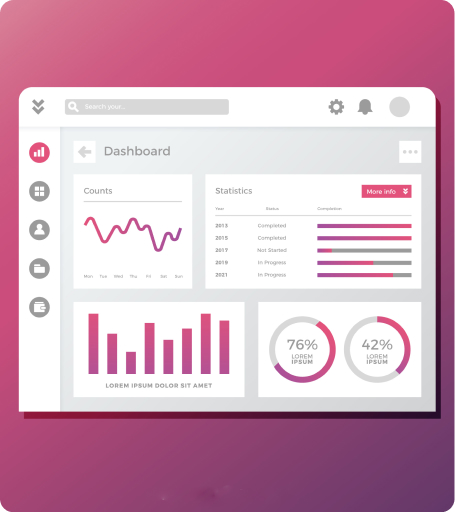 Search your...
Dashboard
Counts
Mon Tue Wed Thu Fri Sat Sun
Statistics
More info
Year Status Completion
2013 Completed
2015 Completed
2017 Not Started
2019 In Progress
2021 In Progress
LOREM IPSUM DOLOR SIT AMET
76%
LOREM
IPSUM
42%
LOREM
IPSUM